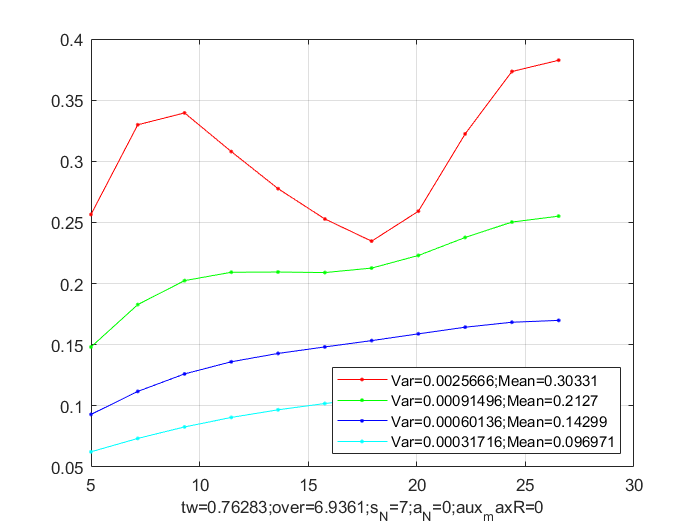 0.4
0.35
0.3
0.25
0.2
0.15
0.1
0.05
Var=0.0025666;Mean=0.30331
Var=0.00091496;Mean=0.2127
Var=0.00060136;Mean=0.14299
Var=0.00031716;Mean=0.096971
5 10 15 20 25 30
tw=0.76283;over=6.9361;s_N=7;a_N=0;aux_maxR=0